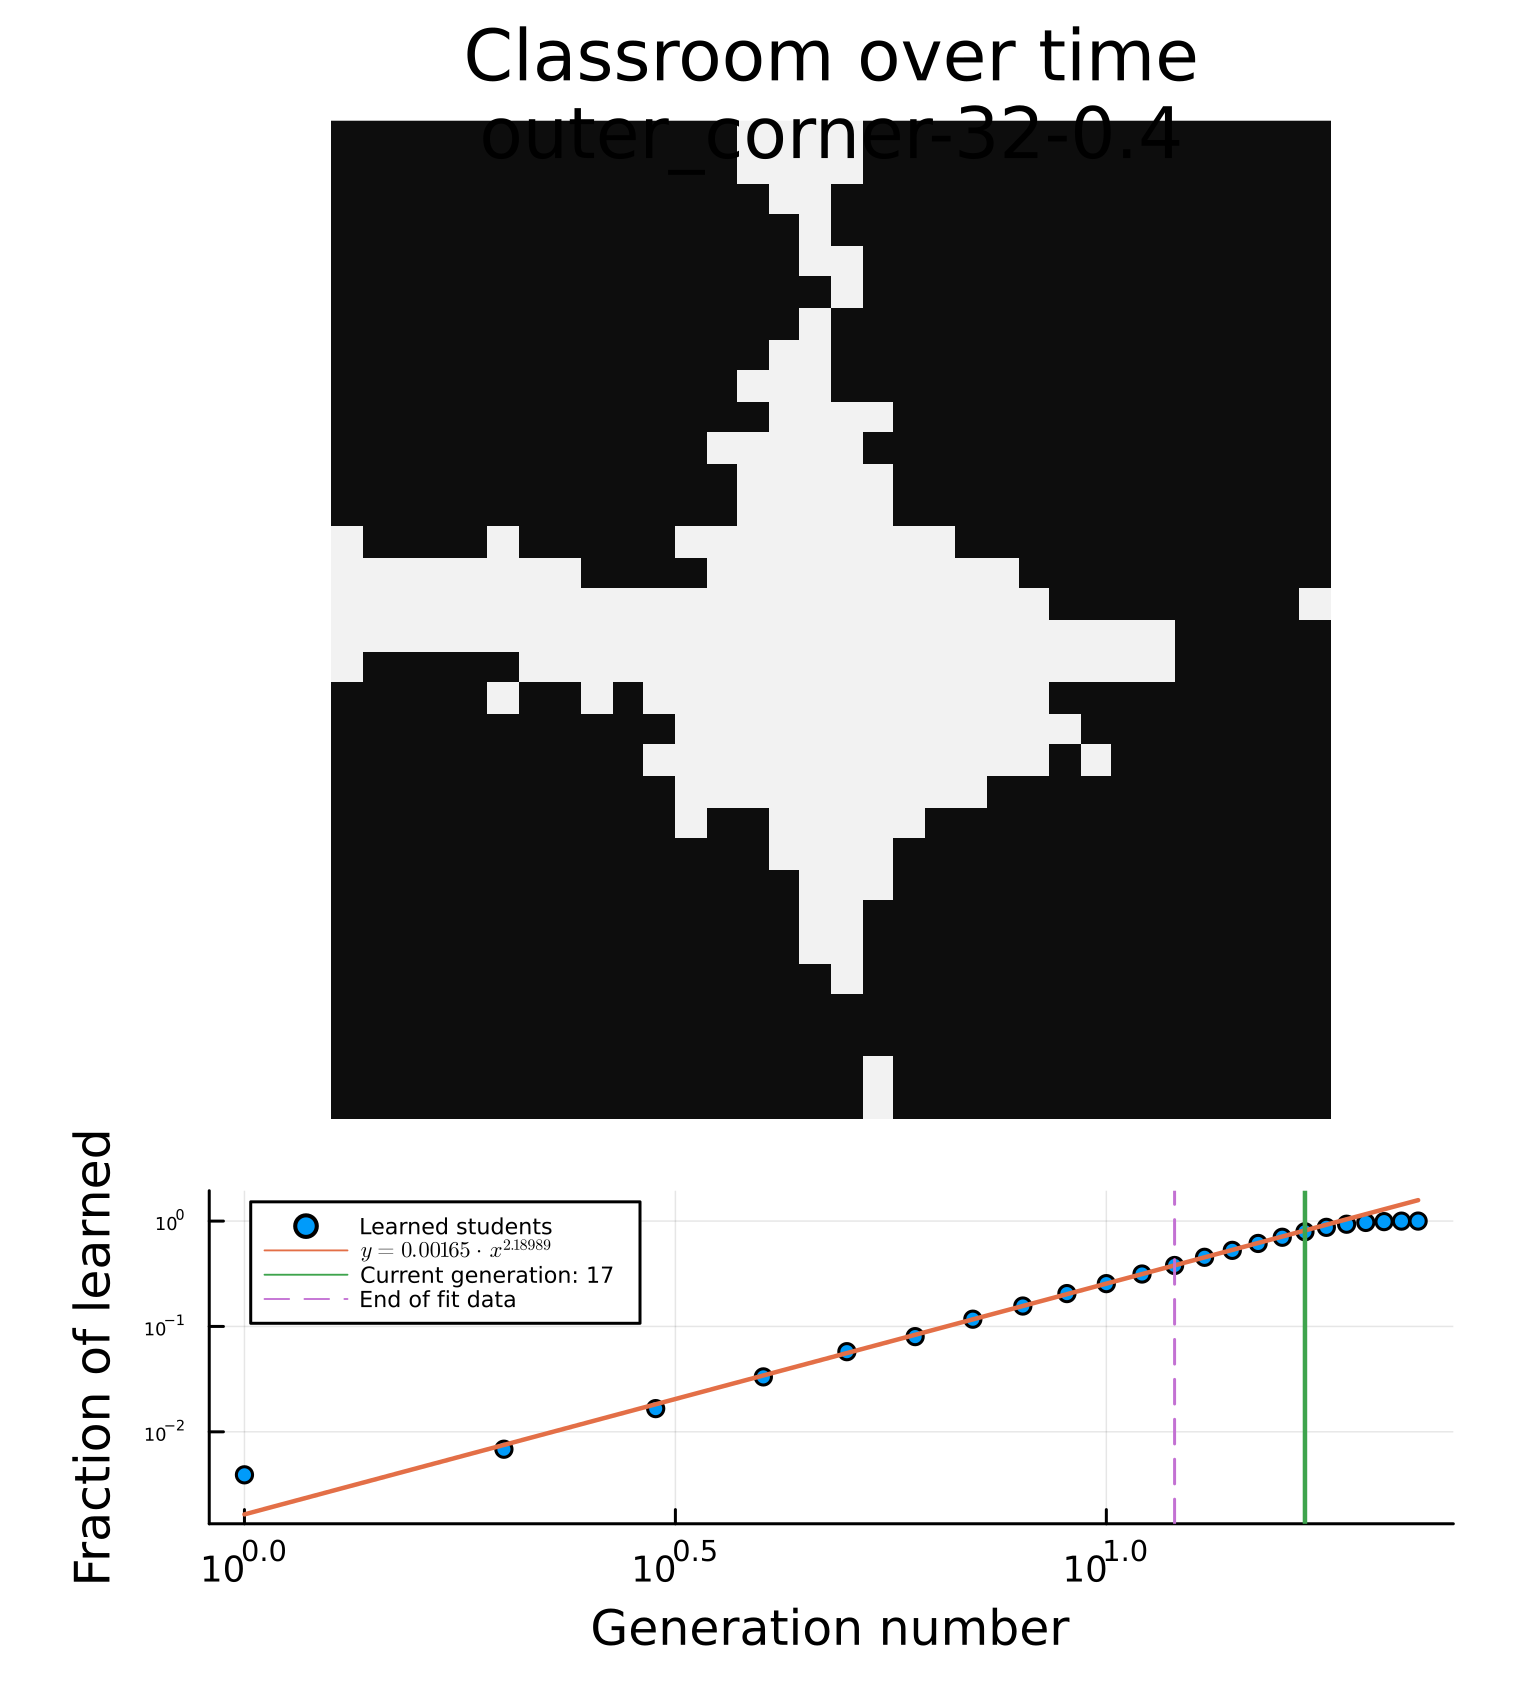 Classroom over time
outer_corner-32-0.4
Fraction of learned
10^0
10^−1
10^−2
Learned students
y = 0.00165 · x^2.18989
Current generation: 17
End of fit data
10^0.0
10^0.5
10^1.0
Generation number